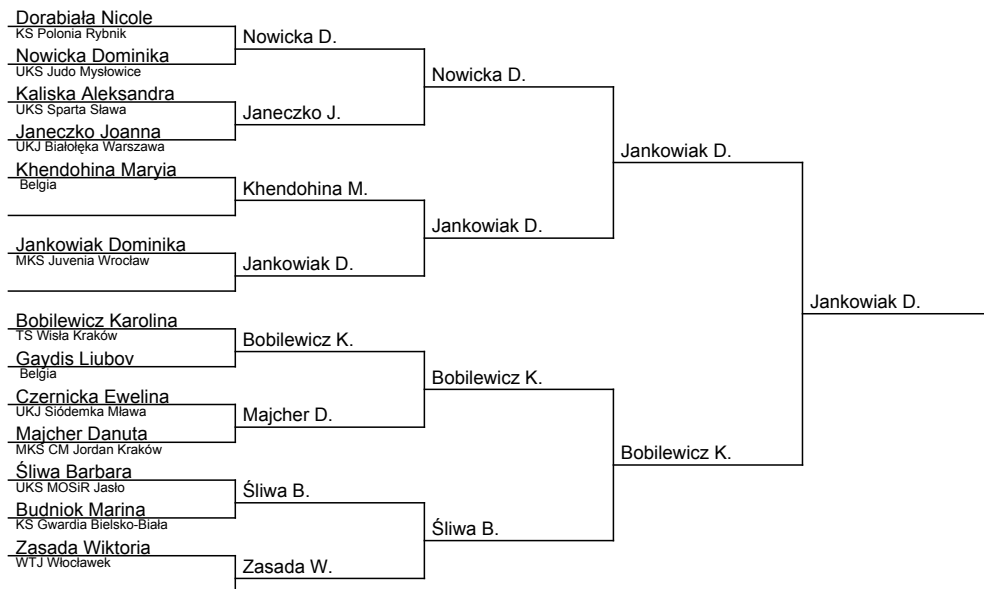 Dorabiała Nicole
KS Polonia Rybnik
Nowicka D.
Nowicka Dominika
UKS Judo Mysłowice
Nowicka D.
Kaliska Aleksandra
UKS Sparta Sława
Janeczko J.
Janeczko Joanna
UKJ Białołęka Warszawa
Jankowiak D.
Khendohina Maryia
Belgia
Khendohina M.
Jankowiak D.
Jankowiak Dominika
MKS Juvenia Wrocław
Jankowiak D.
Jankowiak D.
Bobilewicz Karolina
TS Wisła Kraków
Bobilewicz K.
Gaydis Liubov
Belgia
Bobilewicz K.
Czernicka Ewelina
UKJ Siódemka Mława
Majcher D.
Majcher Danuta
MKS CM Jordan Kraków
Bobilewicz K.
Śliwa Barbara
UKS MOSiR Jasło
Śliwa B.
Budniok Marina
KS Gwardia Bielsko-Biała
Śliwa B.
Zasada Wiktoria
WTJ Włocławek
Zasada W.